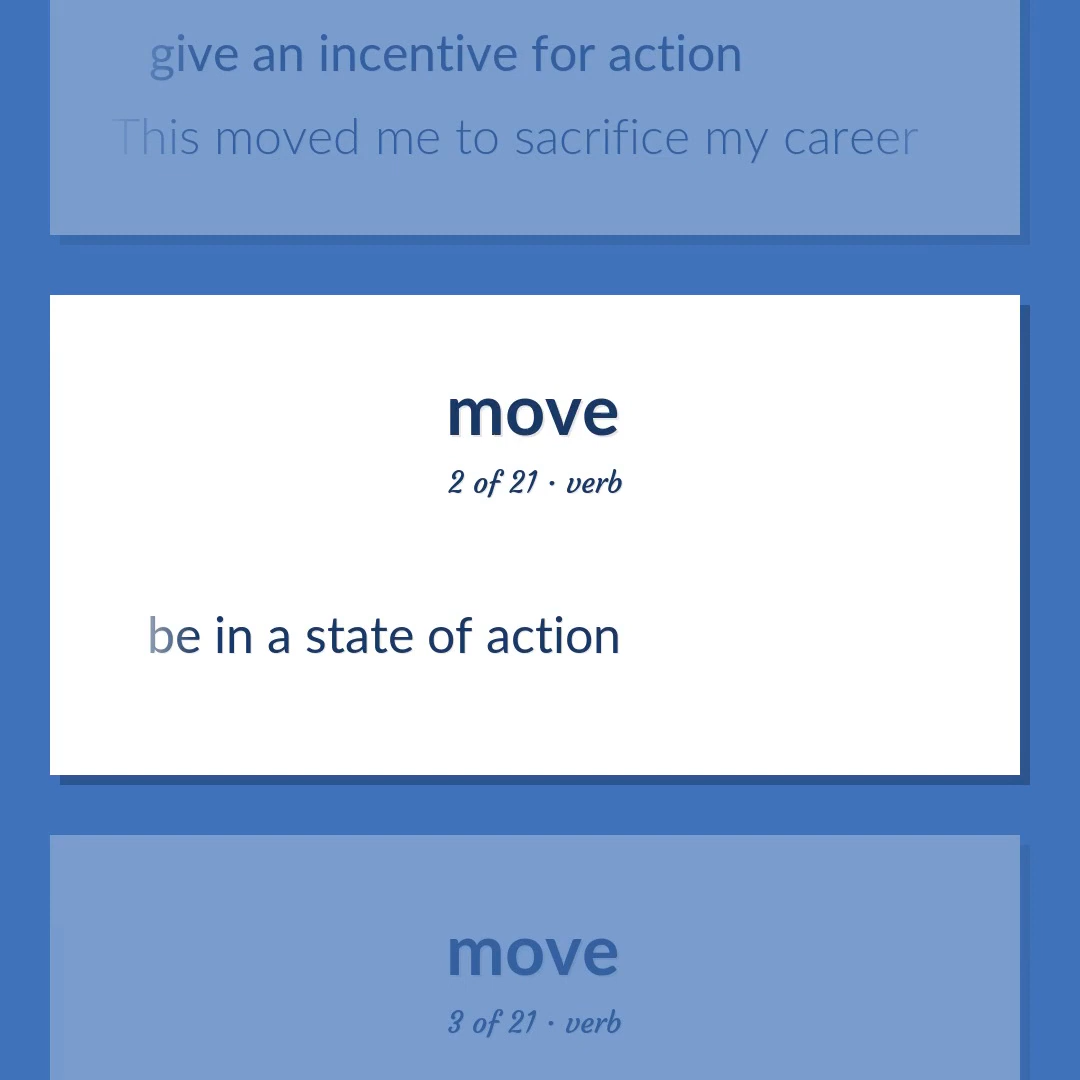 give an incentive for action
This moved me to sacrifice my career
move
2 of 21 · verb
be in a state of action
move
3 of 21 · verb